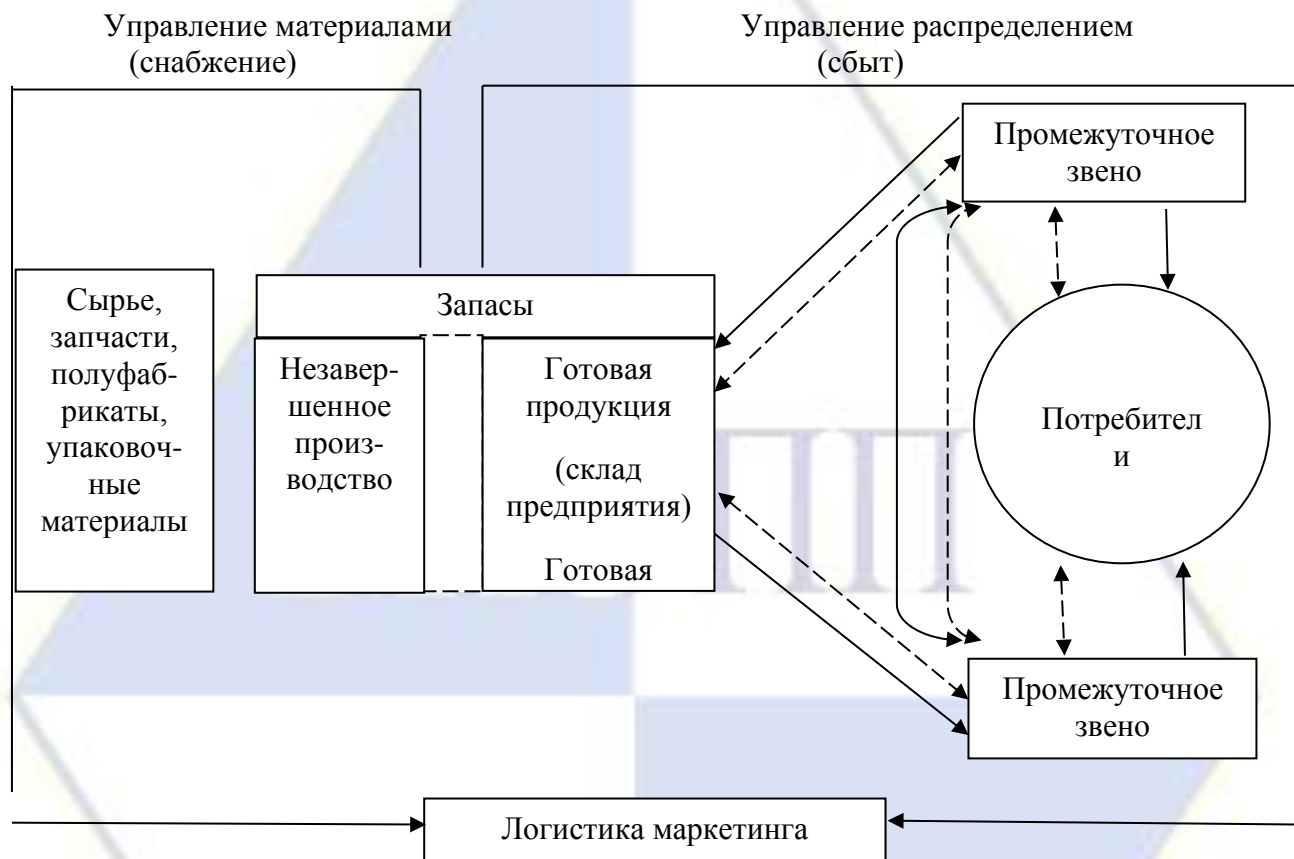 Управление материалами
(снабжение)
Управление распределением
(сбыт)
Промежуточное
звено
Сырье,
запчасти,
полуфаб-
рикаты,
упаковоч-
ные
материалы
Запасы
Незавер-
шенное
произ-
водство
Готовая
продукция
(склад
предприятия)
Готовая
Потребител
и
Промежуточное
звено
Логистика маркетинга